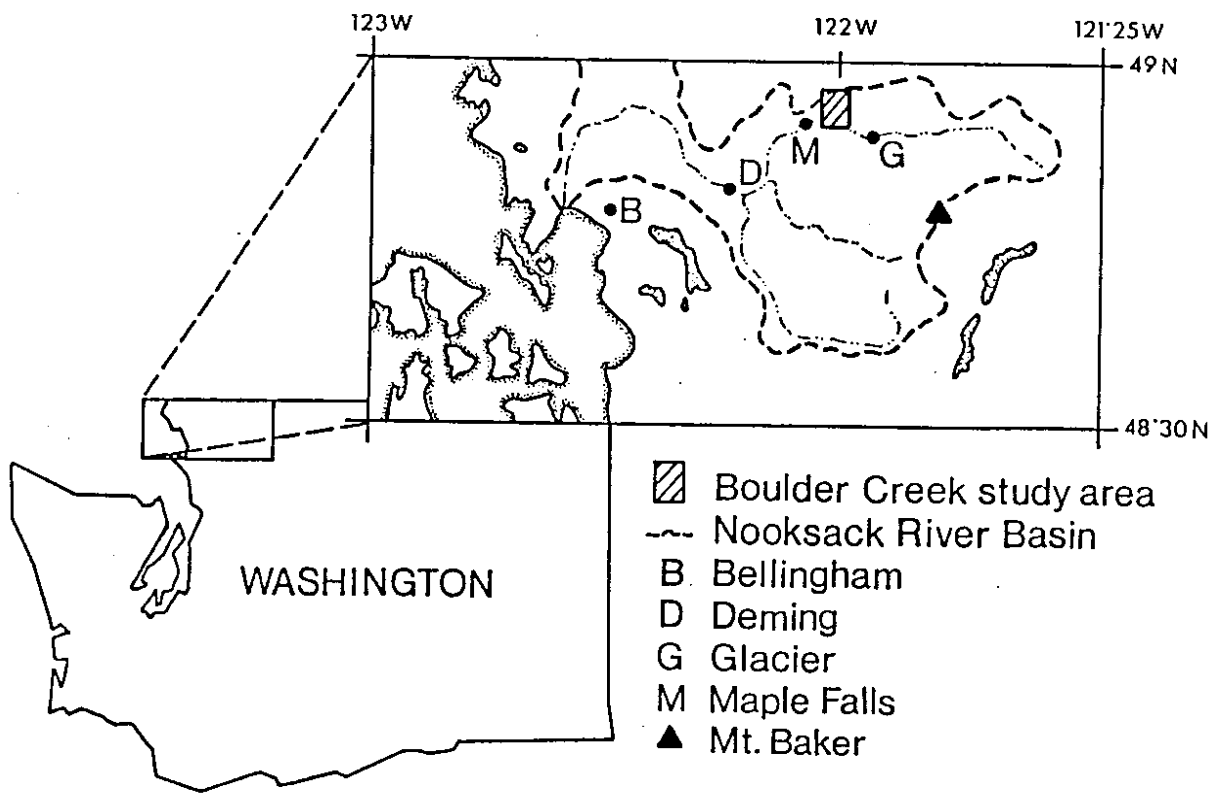 123W 122W 121°25W
49N
M G
D
B
48°30N
Boulder Creek study area
Nooksack River Basin
WASHINGTON
B Bellingham
D Deming
G Glacier
M Maple Falls
Mt. Baker